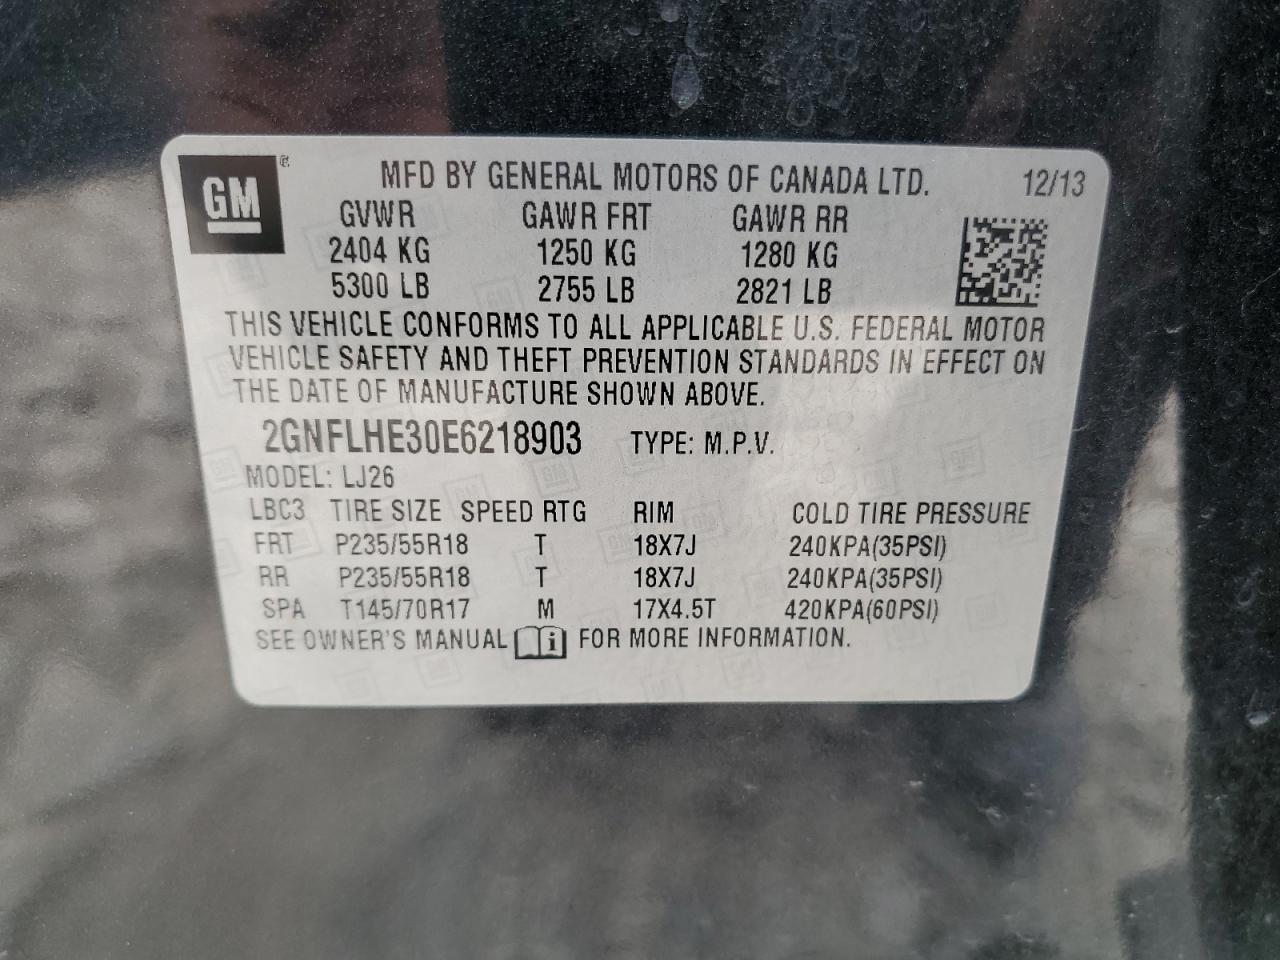 GM ®
MFD BY GENERAL MOTORS OF CANADA LTD. 12/13
GVWR GAWR FRT GAWR RR
2404 KG 1250 KG 1280 KG
5300 LB 2755 LB 2821 LB
THIS VEHICLE CONFORMS TO ALL APPLICABLE U.S. FEDERAL MOTOR
VEHICLE SAFETY AND THEFT PREVENTION STANDARDS IN EFFECT ON
THE DATE OF MANUFACTURE SHOWN ABOVE.
2GNFLHE30E6218903 TYPE: M.P.V.
MODEL: LJ26
LBC3 TIRE SIZE SPEED RTG RIM COLD TIRE PRESSURE
FRT P235/55R18 T 18X7J 240KPA(35PSI)
RR P235/55R18 T 18X7J 240KPA(35PSI)
SPA T145/70R17 M 17X4.5T 420KPA(60PSI)
SEE OWNER'S MANUAL i FOR MORE INFORMATION.